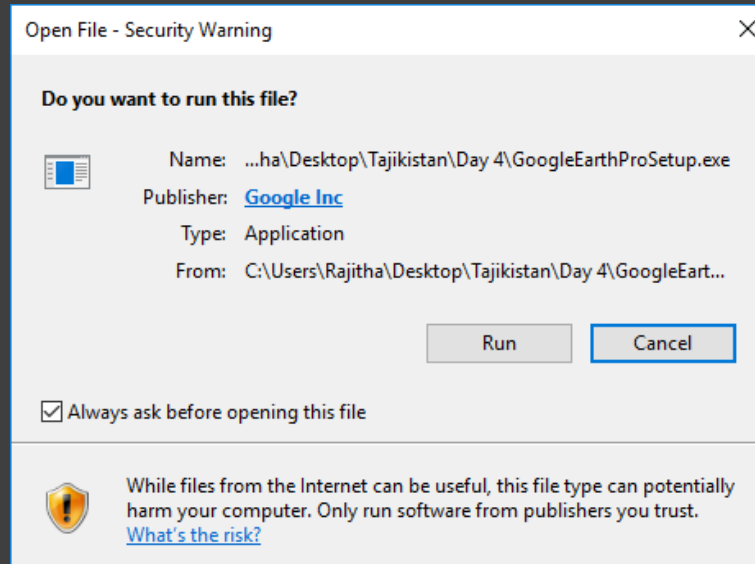 Open File - Security Warning
Do you want to run this file?
Name: ...ha\Desktop\Tajikistan\Day 4\GoogleEarthProSetup.exe
Publisher: Google Inc
Type: Application
From: C:\Users\Rajitha\Desktop\Tajikistan\Day 4\GoogleEart...
Run Cancel
Always ask before opening this file
While files from the Internet can be useful, this file type can potentially
harm your computer. Only run software from publishers you trust.
What's the risk?